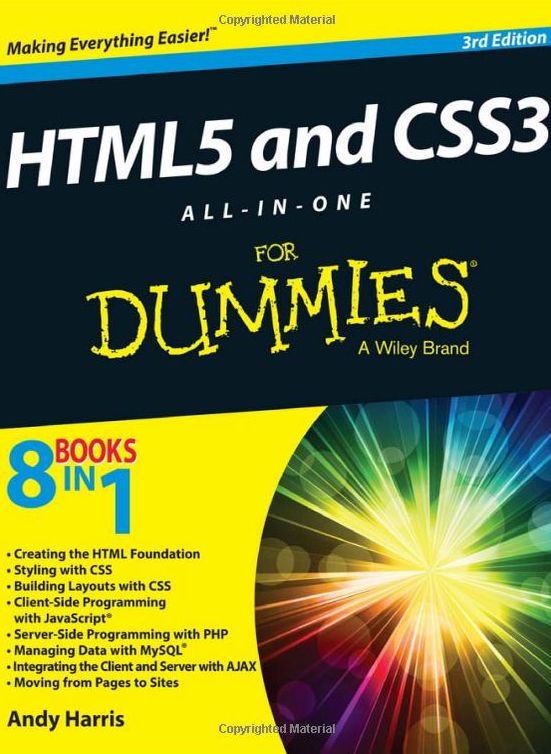 Copyrighted Material
Making Everything Easier!™
3rd Edition
HTML5 and CSS3
ALL-IN-ONE
FOR
DUMMIES®
A Wiley Brand
8 BOOKS
IN 1
• Creating the HTML Foundation
• Styling with CSS
• Building Layouts with CSS
• Client-Side Programming
with JavaScript®
• Server-Side Programming with PHP
• Managing Data with MySQL®
• Integrating the Client and Server with AJAX
• Moving from Pages to Sites
Andy Harris
Copyrighted Material